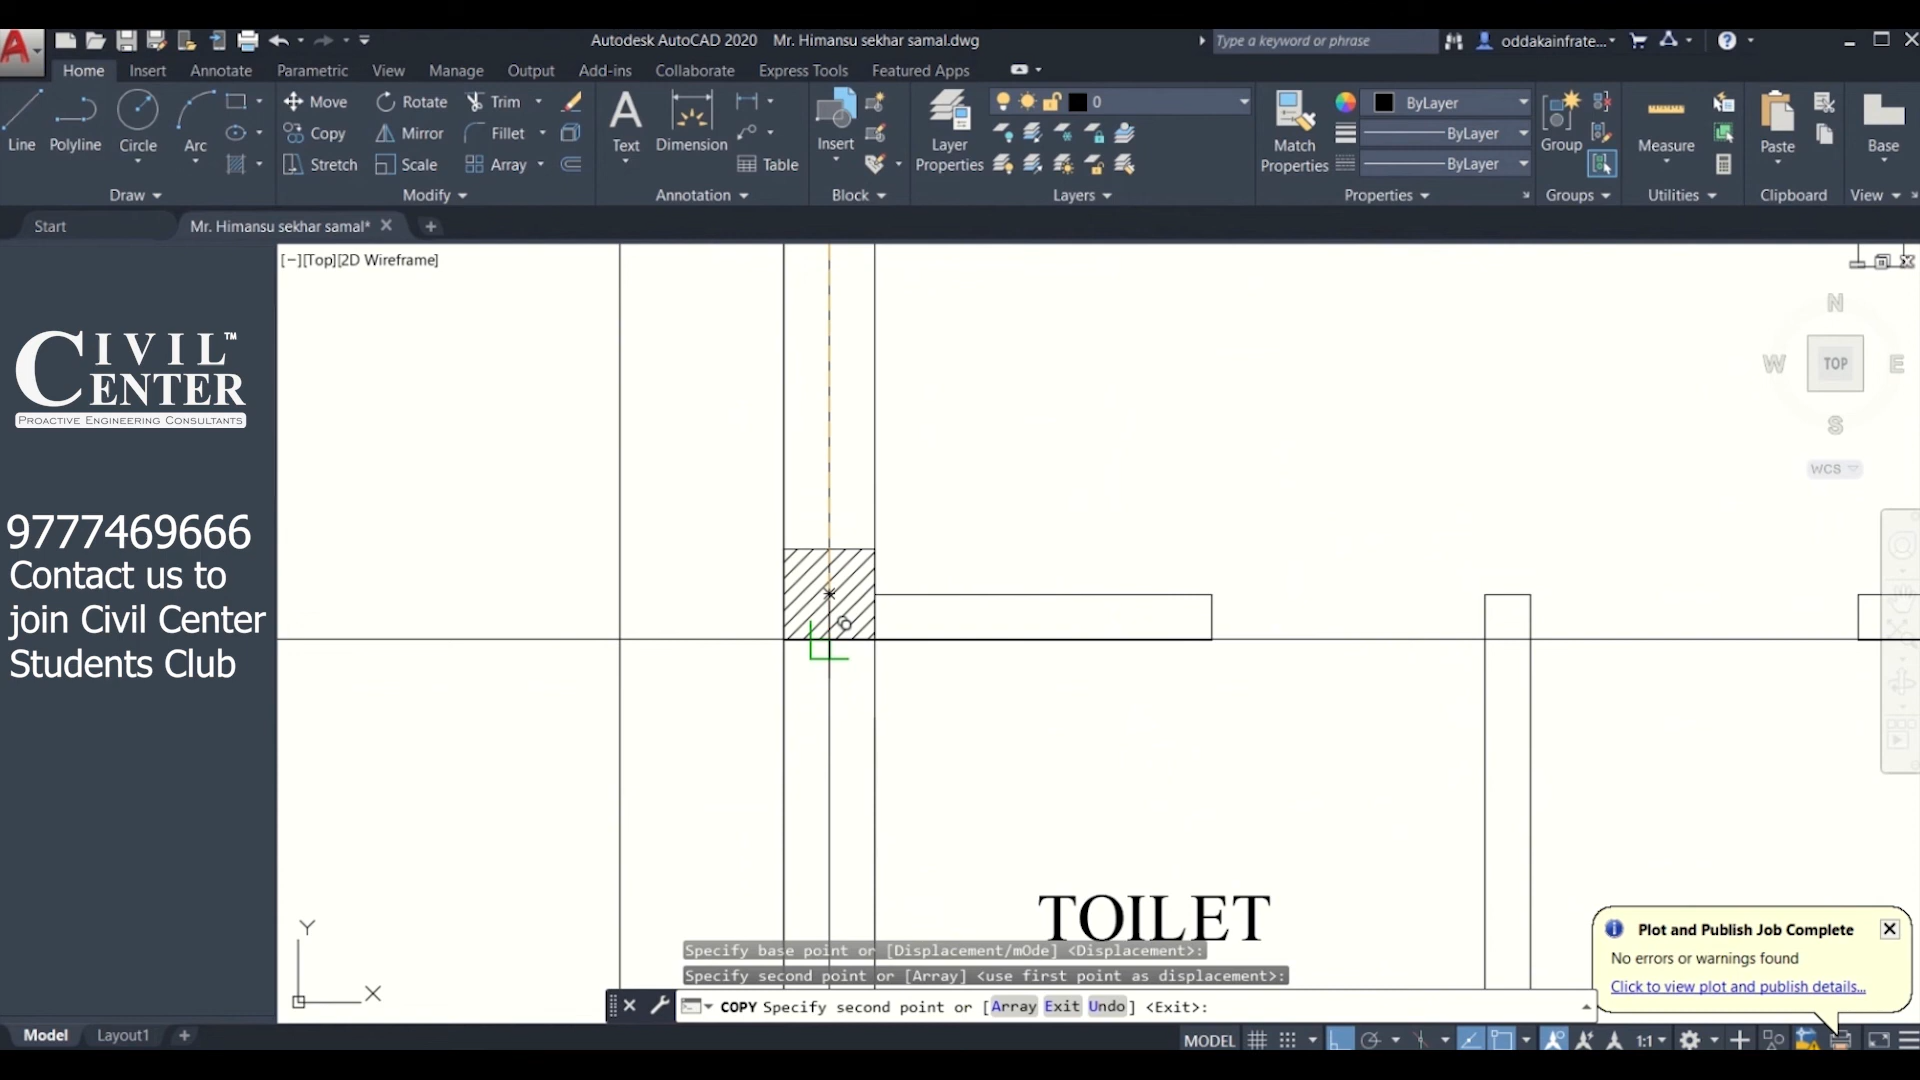 Autodesk AutoCAD 2020 Mr. Himansu sekhar samal.dwg
Type a keyword or phrase
oddakainfrate...
Home Insert Annotate Parametric View Manage Output Add-ins Collaborate Express Tools Featured Apps
Line
Polyline
Circle
Arc
Draw
Move
Rotate
Trim
Copy
Mirror
Fillet
Stretch
Scale
Array
Modify
Text
Dimension
Table
Annotation
Insert
Block
Layer
Properties
0
Layers
Match
Properties
ByLayer
ByLayer
ByLayer
Properties
Group
Groups
Measure
Utilities
Paste
Clipboard
Base
View
Start
Mr. Himansu sekhar samal*
[−][Top][2D Wireframe]
CIVIL CENTER™
PROACTIVE ENGINEERING CONSULTANTS
9777469666
Contact us to
join Civil Center
Students Club
N
W
TOP
E
S
WCS
TOILET
Y
X
Specify base point or [Displacement/mOde] <Displacement>:
Specify second point or [Array] <use first point as displacement>:
COPY Specify second point or [Array Exit Undo] <Exit>:
Plot and Publish Job Complete
No errors or warnings found
Click to view plot and publish details...
Model
Layout1
MODEL
1:1